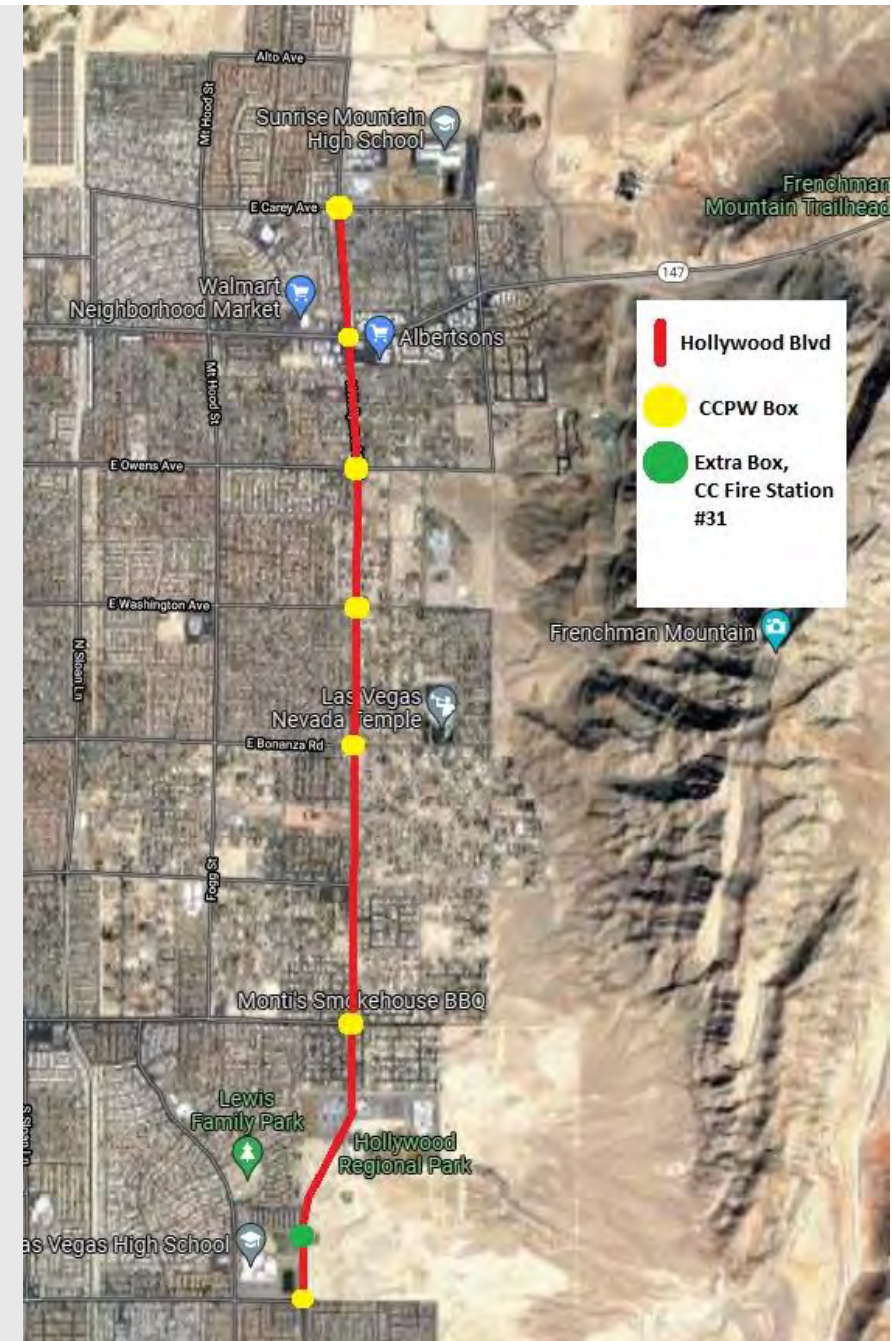 Alto Ave
Mt Hood St
Sunrise Mountain
High School
E Carey Ave
Frenchman
Mountain Trailhead
147
Walmart
Neighborhood Market
Albertsons
Hollywood Blvd
CCPW Box
Extra Box,
CC Fire Station
#31
Mt Hood St
E Owens Ave
E Washington Ave
Frenchman Mountain
N Sloan Ln
Las Vegas
Nevada Temple
E Bonanza Rd
Fogg St
Monti's Smokehouse BBQ
Lewis
Family Park
Hollywood
Regional Park
S Sloan Ln
as Vegas High School